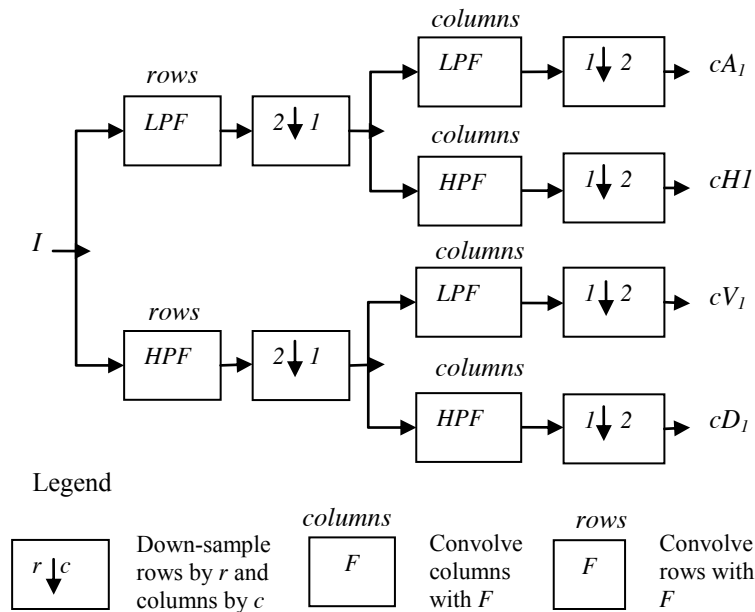 columns
LPF
1 2
cA1
rows
LPF
2 1
columns
HPF
1 2
cH1
I
columns
LPF
1 2
cV1
rows
HPF
2 1
columns
HPF
1 2
cD1
Legend
r c
Down-sample
rows by r and
columns by c
columns
F
Convolve
columns
with F
rows
F
Convolve
rows with
F